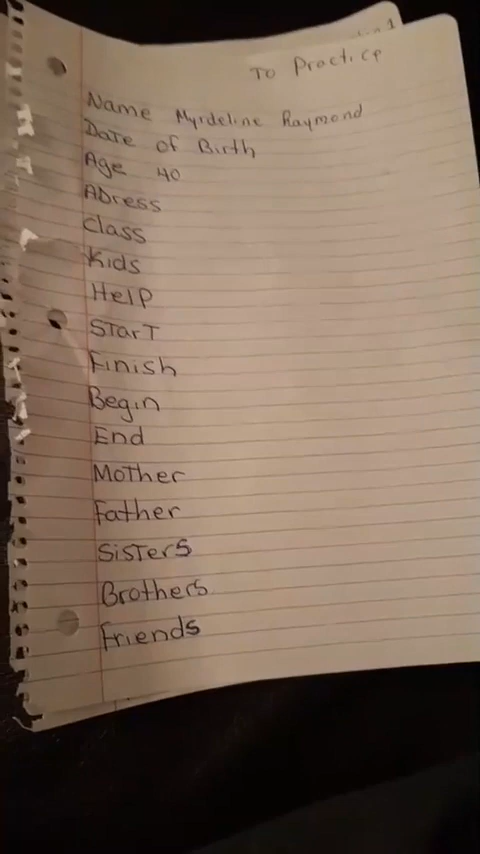 To Practice
Name Myrdeline Raymond
Date of Birth
Age 40
ADress
Class
Kids
Help
StarT
Finish
Begin
End
Mother
Father
Sisters
Brothers
Friends